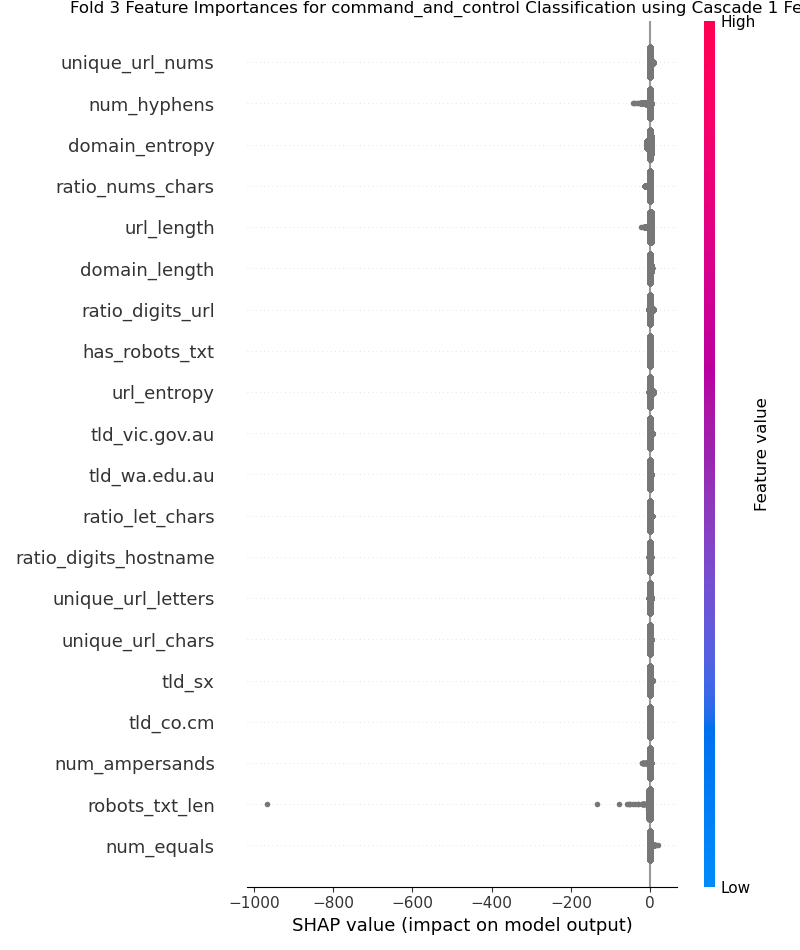 Fold 3 Feature Importances for command_and_control Classification using Cascade 1
High
unique_url_nums
num_hyphens
domain_entropy
ratio_nums_chars
url_length
domain_length
ratio_digits_url
has_robots_txt
url_entropy
tld_vic.gov.au
tld_wa.edu.au
ratio_let_chars
ratio_digits_hostname
unique_url_letters
unique_url_chars
tld_sx
tld_co.cm
num_ampersands
robots_txt_len
num_equals
Feature value
Low
−1000 −800 −600 −400 −200 0
SHAP value (impact on model output)